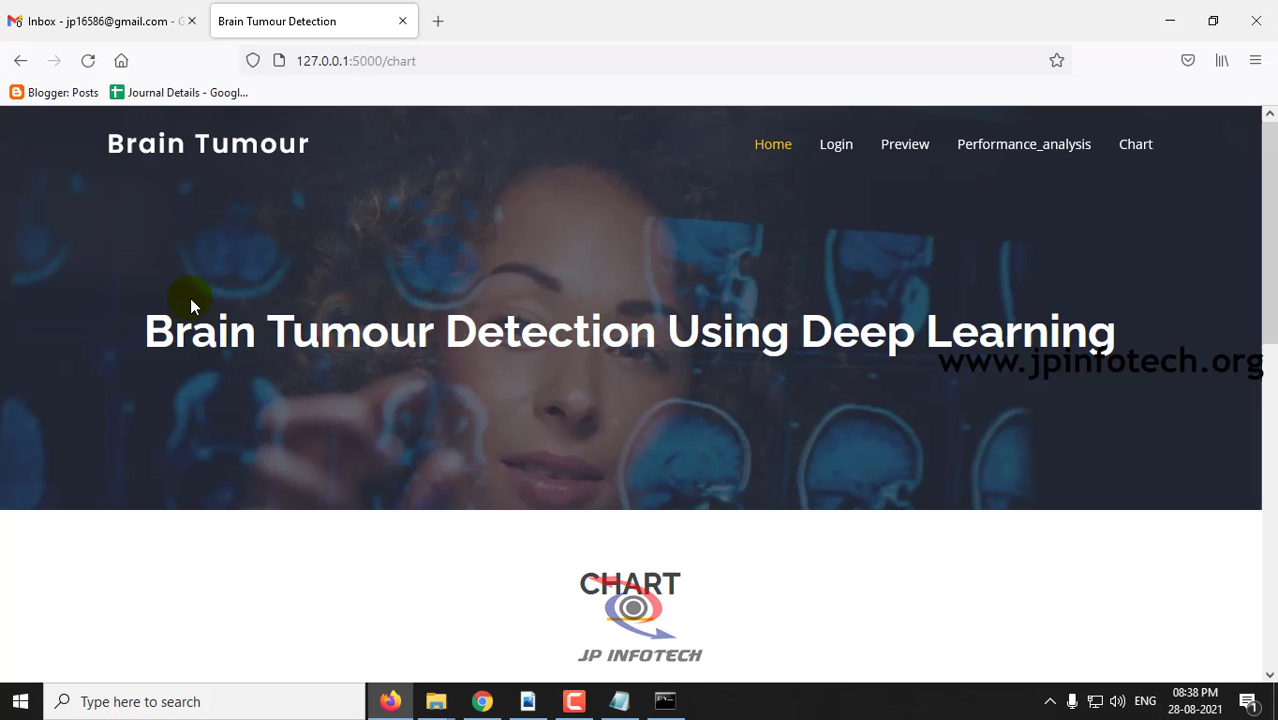 Inbox - jp16586@gmail.com - G
Brain Tumour Detection
127.0.0.1:5000/chart
Blogger: Posts
Journal Details - Googl...
Brain Tumour
Home
Login
Preview
Performance_analysis
Chart
Brain Tumour Detection Using Deep Learning
www.jpinfotech.org
CHART
JP INFOTECH
Type here to search
ENG
08:38 PM
28-08-2021
1